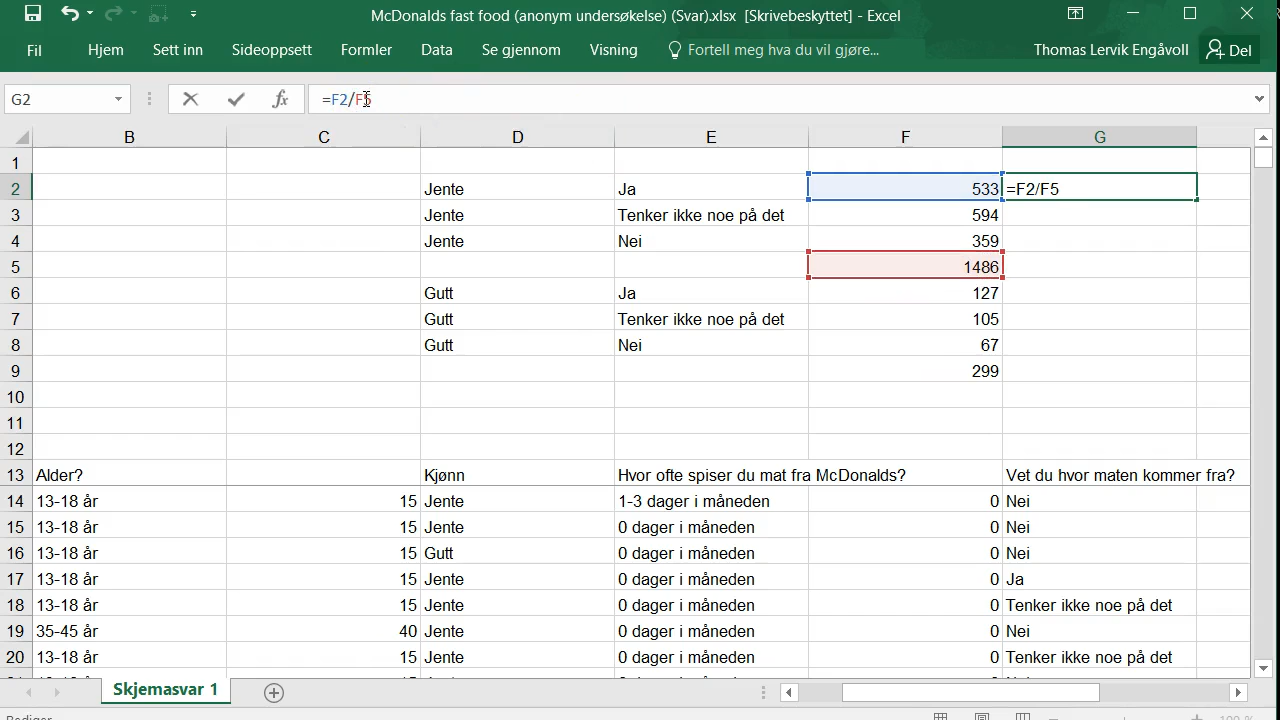 McDonalds fast food (anonym undersøkelse) (Svar).xlsx [Skrivebeskyttet] - Excel
Fil Hjem Sett inn Sideoppsett Formler Data Se gjennom Visning Fortell meg hva du vil gjøre... Thomas Lervik Engåvoll Del
G2 fx =F2/F5
B C D E F G
1
2 Jente Ja 533 =F2/F5
3 Jente Tenker ikke noe på det 594
4 Jente Nei 359
5 1486
6 Gutt Ja 127
7 Gutt Tenker ikke noe på det 105
8 Gutt Nei 67
9 299
10
11
12
13 Alder? Kjønn Hvor ofte spiser du mat fra McDonalds? Vet du hvor maten kommer fra?
14 13-18 år 15 Jente 1-3 dager i måneden 0 Nei
15 13-18 år 15 Jente 0 dager i måneden 0 Nei
16 13-18 år 15 Gutt 0 dager i måneden 0 Nei
17 13-18 år 15 Jente 0 dager i måneden 0 Ja
18 13-18 år 15 Jente 0 dager i måneden 0 Tenker ikke noe på det
19 35-45 år 40 Jente 0 dager i måneden 0 Nei
20 13-18 år 15 Jente 0 dager i måneden 0 Tenker ikke noe på det
Skjemasvar 1